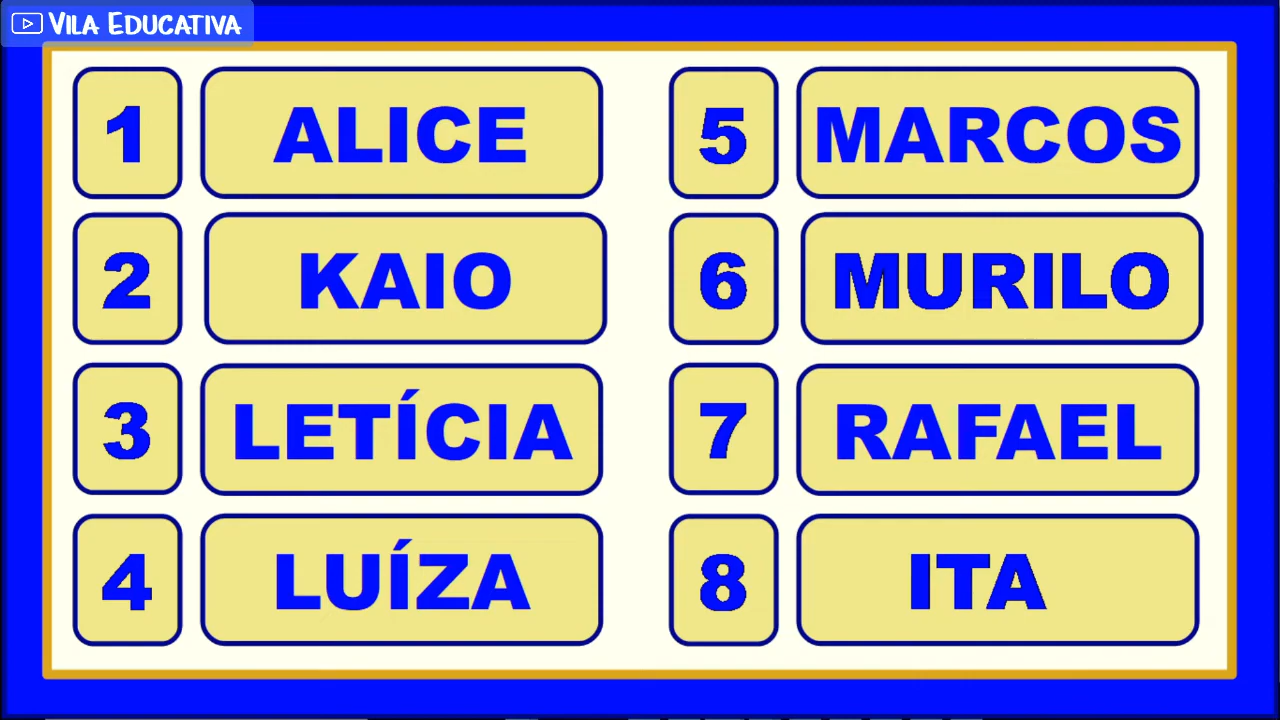 VILA EDUCATIVA
1 ALICE
2 KAIO
3 LETÍCIA
4 LUÍZA
5 MARCOS
6 MURILO
7 RAFAEL
8 ITA